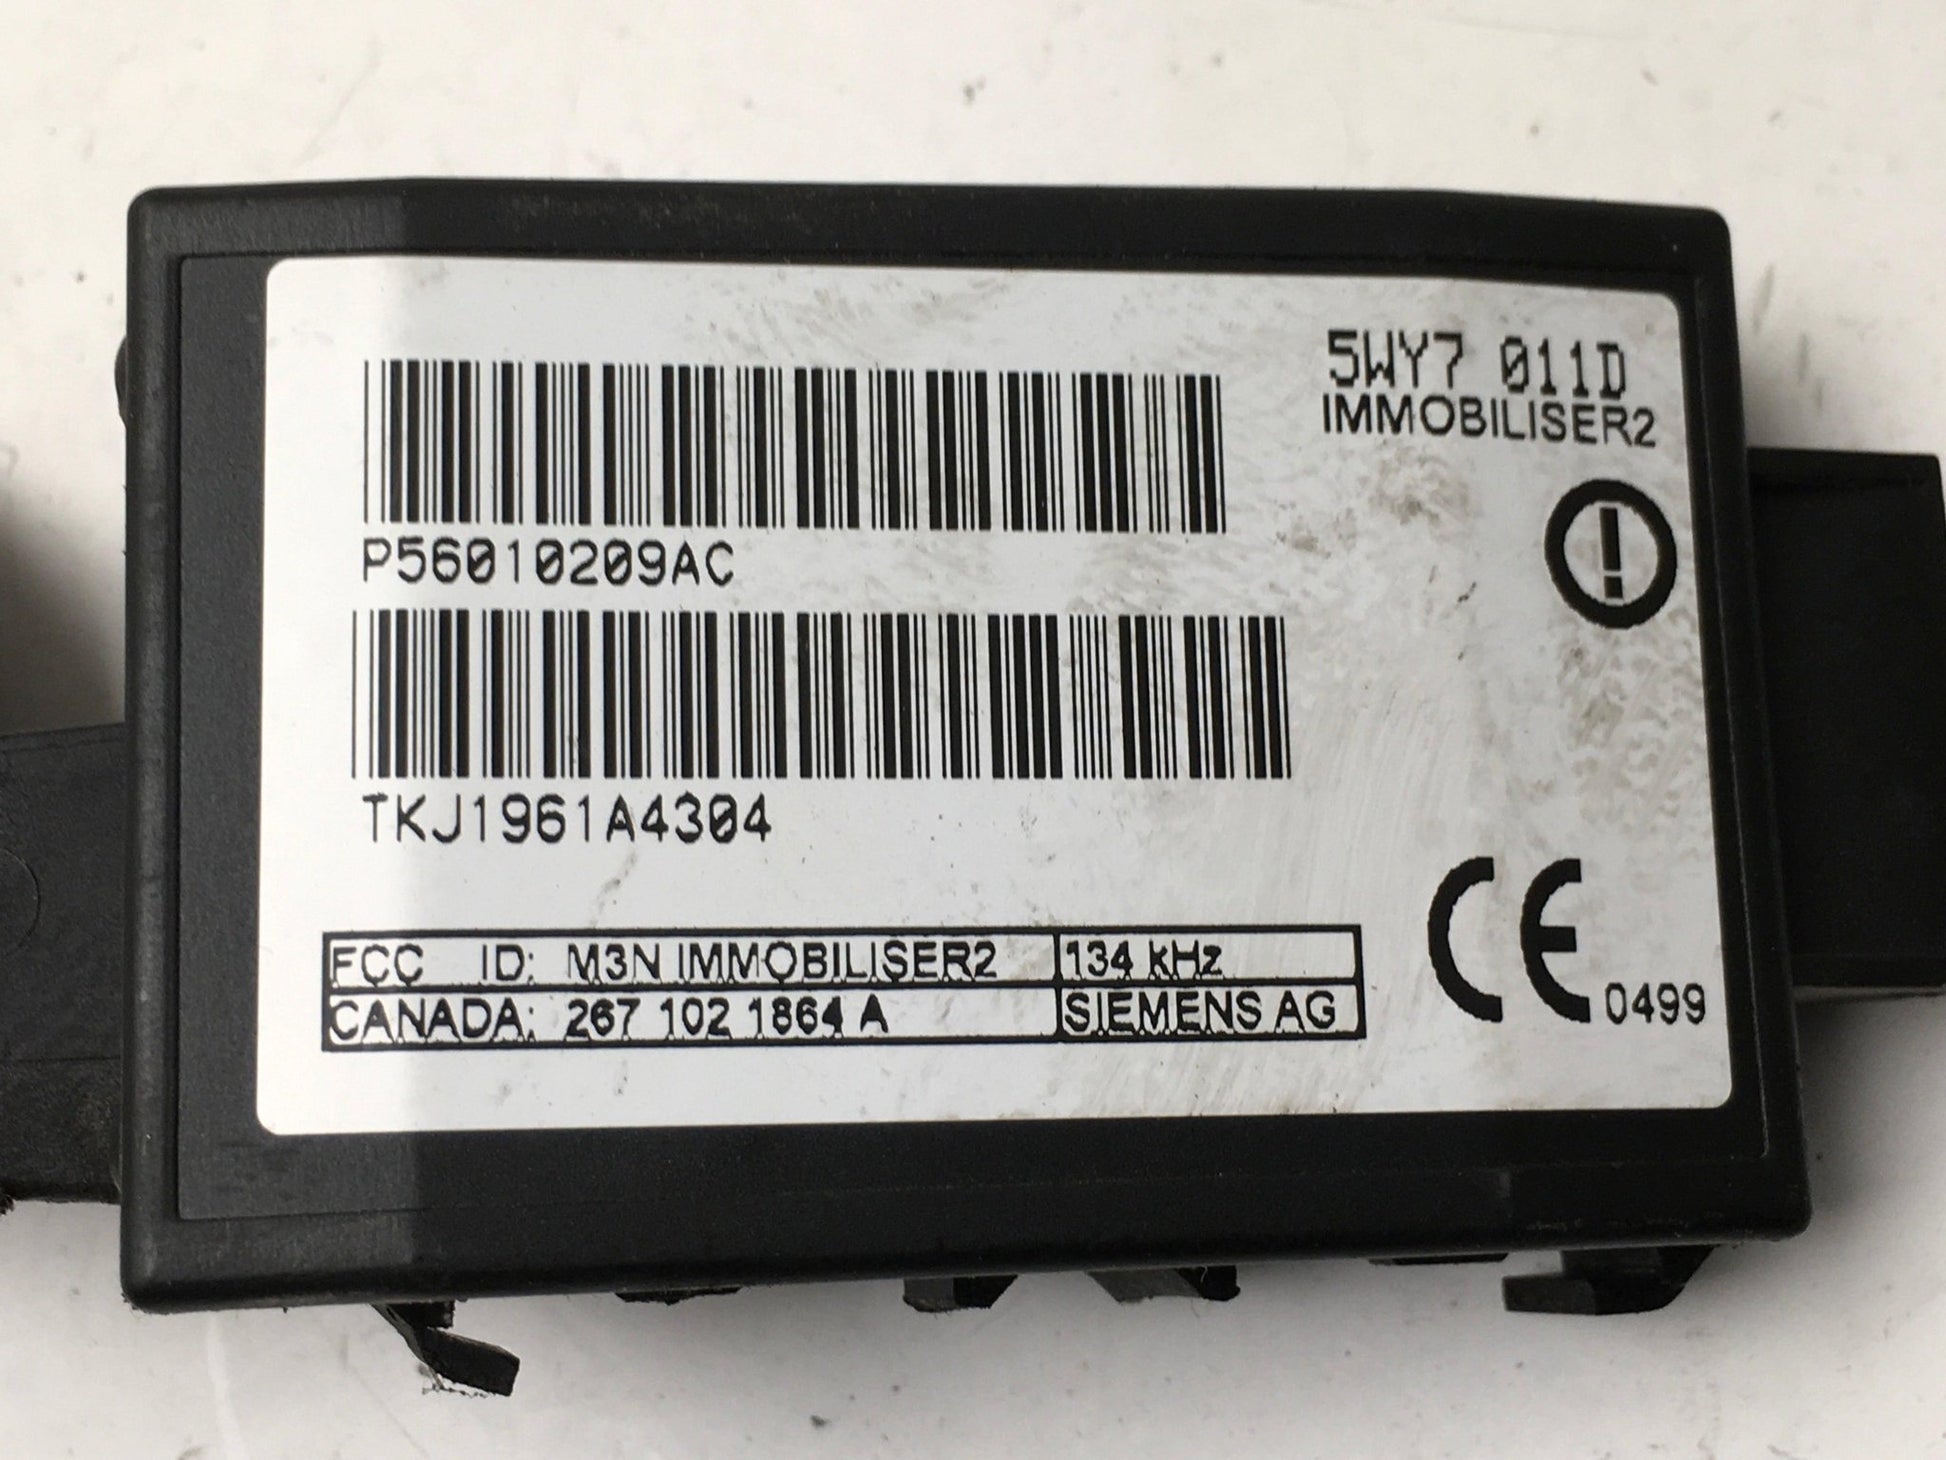 5WY7 011D
IMMOBILISER2
P56010209AC
TKJ1961A4304
FCC ID: M3N IMMOBILISER2 134 kHz
CANADA: 267 102 1864 A SIEMENS AG
CE 0499